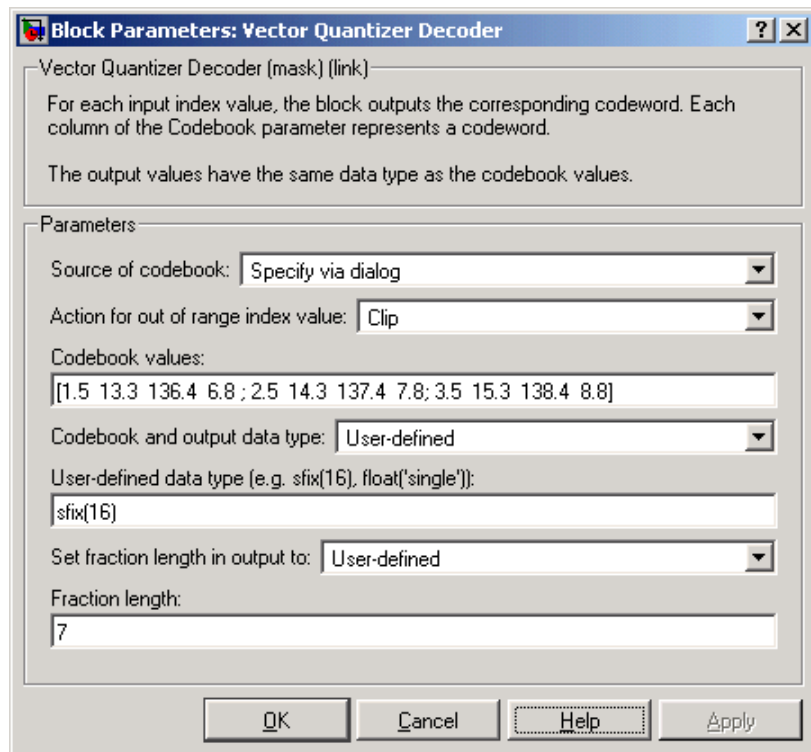 Block Parameters: Vector Quantizer Decoder
Vector Quantizer Decoder (mask) (link)
For each input index value, the block outputs the corresponding codeword. Each
column of the Codebook parameter represents a codeword.
The output values have the same data type as the codebook values.
Parameters
Source of codebook: Specify via dialog
Action for out of range index value: Clip
Codebook values:
[1.5 13.3 136.4 6.8 ; 2.5 14.3 137.4 7.8; 3.5 15.3 138.4 8.8]
Codebook and output data type: User-defined
User-defined data type (e.g. sfix(16), float('single')):
sfix(16)
Set fraction length in output to: User-defined
Fraction length:
7
OK Cancel Help Apply